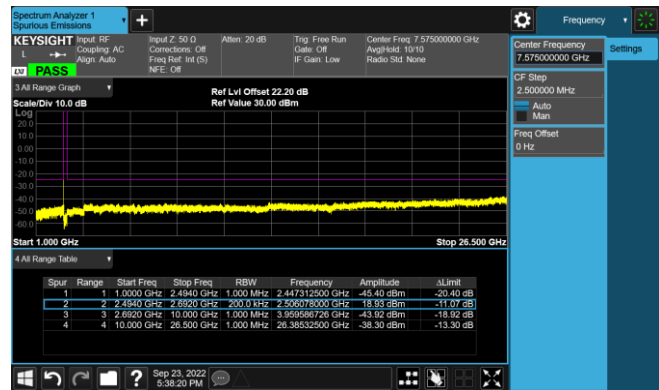 Spectrum Analyzer 1
Spurious Emissions
Frequency
KEYSIGHT
L
PASS
Input: RF
Coupling: AC
Align: Auto
Input Z: 50 Ω
Corrections: Off
Freq Ref: Int (S)
NFE: Off
Atten: 20 dB
Trig: Free Run
Gate: Off
IF Gain: Low
Center Freq: 7.575000000 GHz
Avg|Hold: 10/10
Radio Std: None
Center Frequency
7.575000000 GHz
Settings
CF Step
2.500000 MHz
Auto
Man
Freq Offset
0 Hz
3 All Range Graph
Scale/Div 10.0 dB
Ref Lvl Offset 22.20 dB
Ref Value 30.00 dBm
Log
20.0
10.0
0.00
-10.0
-20.0
-30.0
-40.0
-50.0
-60.0
Start 1.000 GHz
Stop 26.500 GHz
4 All Range Table
Spur Range Start Freq Stop Freq RBW Frequency Amplitude ΔLimit
1 1 1.0000 GHz 2.4940 GHz 1.000 MHz 2.447312500 GHz -45.40 dBm -20.40 dB
2 2 2.4940 GHz 2.6920 GHz 200.0 kHz 2.506078000 GHz 18.93 dBm -11.07 dB
3 3 2.6920 GHz 10.000 GHz 1.000 MHz 3.959586726 GHz -43.92 dBm -18.92 dB
4 4 10.000 GHz 26.500 GHz 1.000 MHz 26.38532500 GHz -38.30 dBm -13.30 dB
Sep 23, 2022
5:38:20 PM